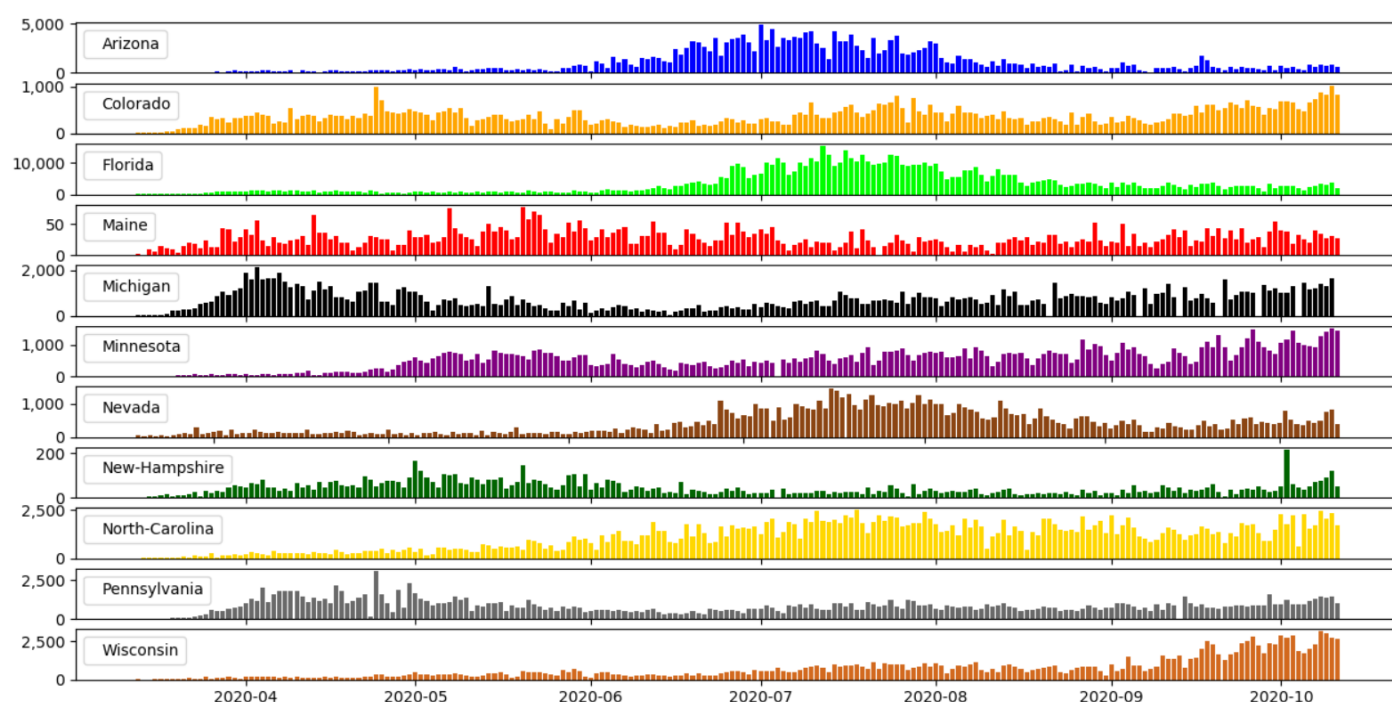 5,000
Arizona
0
1,000
Colorado
0
10,000
Florida
0
50
Maine
0
2,000
Michigan
0
1,000
Minnesota
0
1,000
Nevada
0
200
New-Hampshire
0
2,500
North-Carolina
0
2,500
Pennsylvania
0
2,500
Wisconsin
0
2020-04 2020-05 2020-06 2020-07 2020-08 2020-09 2020-10